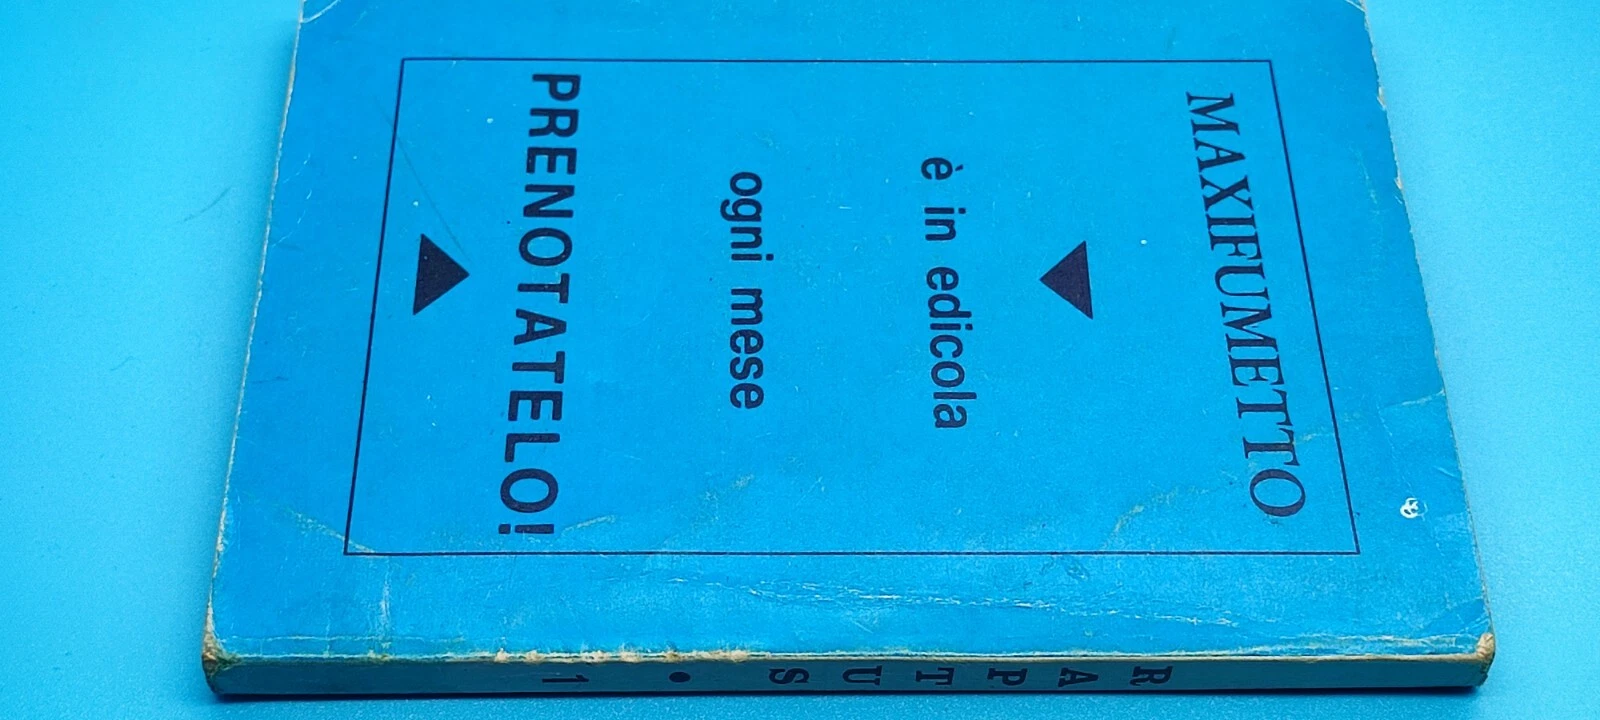 MAXIFUMETTO
è in edicola
ogni mese
PRENOTATELO!
RAPTUS • 1